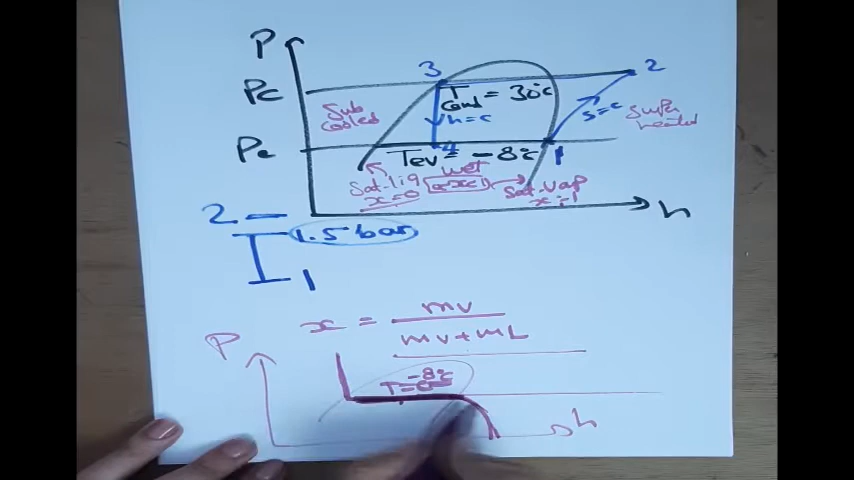 P
3
2
Pc
T cond = 30°C
Sub cooled
h=c
s=c
Super heated
Pe
4
Tev = -8°C
1
wet
Sat-liq
x=0
0<x<1
Sat-vap
x=1
h
2
1.5 bar
1
x = mv / mv+mL
P
-8°C
h